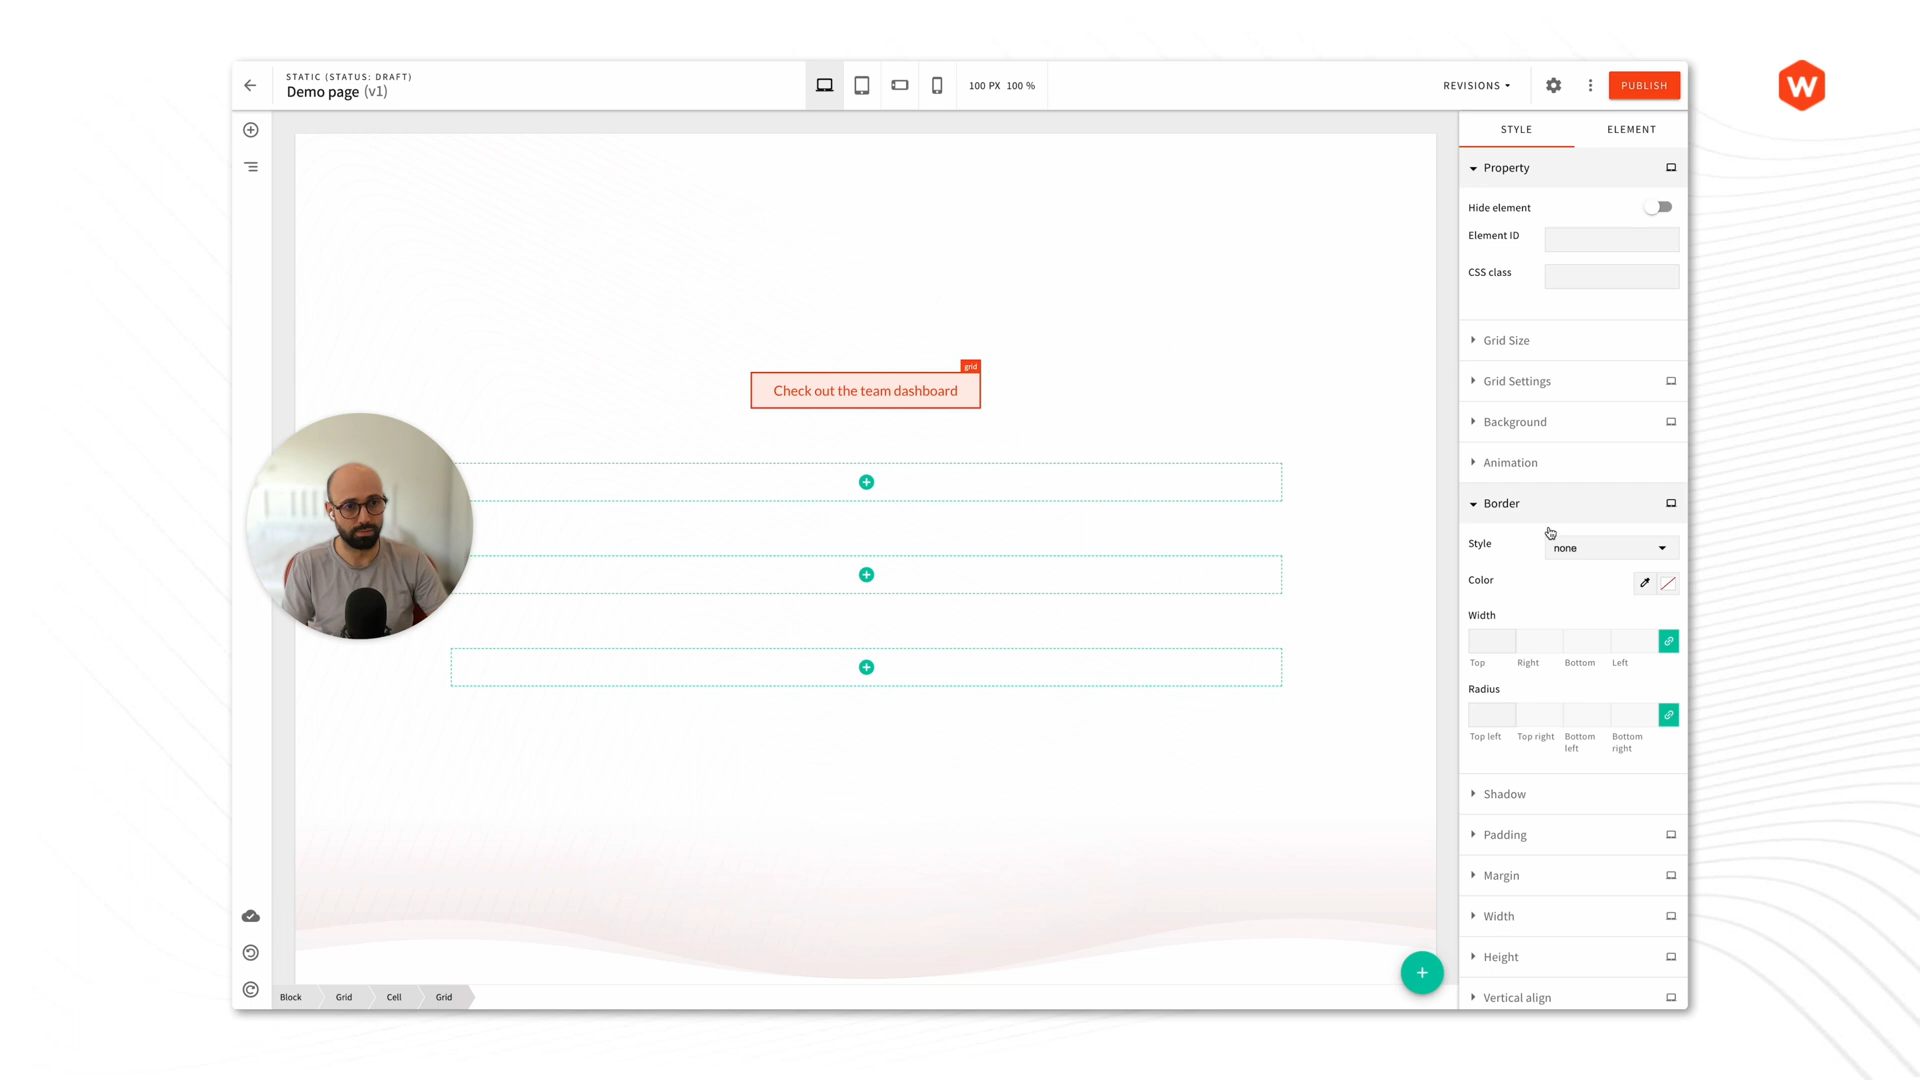 STATIC (STATUS: DRAFT)
Demo page (v1)
100 PX 100 %
REVISIONS
PUBLISH
W
STYLE
ELEMENT
Property
Hide element
Element ID
CSS class
Grid Size
Grid Settings
Background
Animation
Border
Style
none
Color
Width
Top Right Bottom Left
Radius
Top left Top right Bottom left Bottom right
Shadow
Padding
Margin
Width
Height
Vertical align
grid
Check out the team dashboard
Block Grid Cell Grid